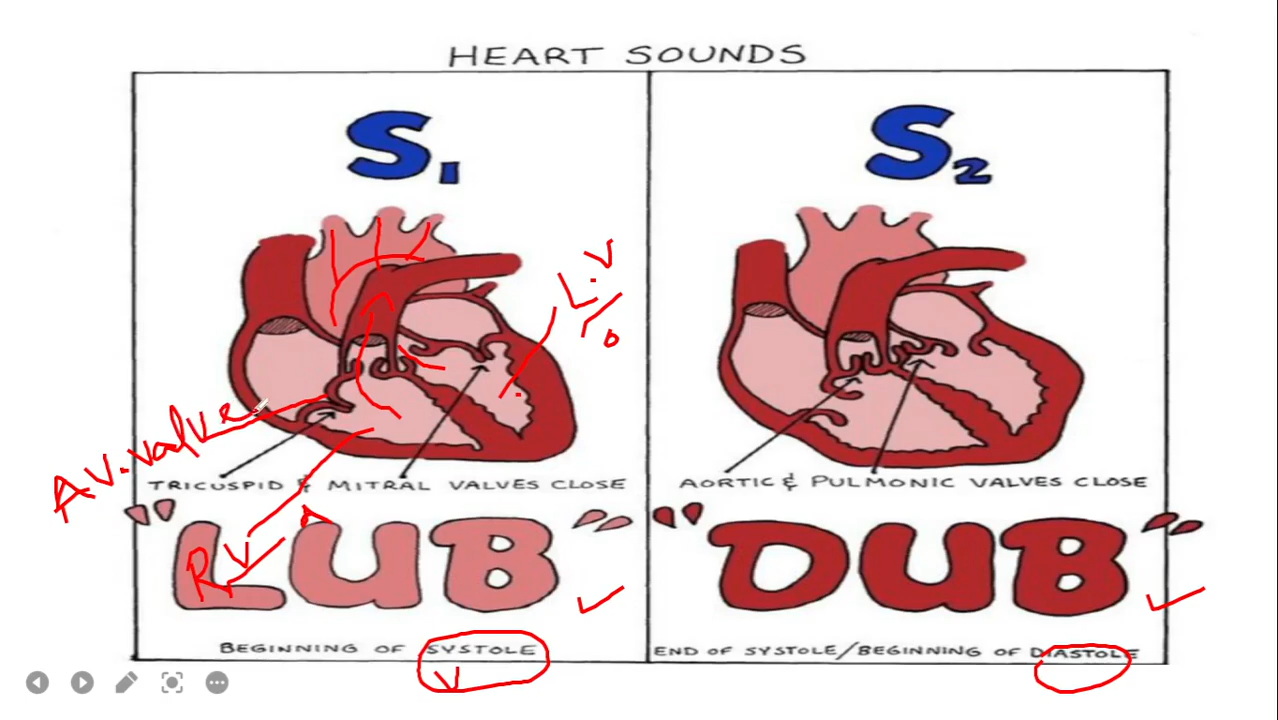 HEART SOUNDS
S1
S2
L.V
A V. valve
TRICUSPID & MITRAL VALVES CLOSE
AORTIC & PULMONIC VALVES CLOSE
RV
"LUB"
"DUB"
BEGINNING OF SYSTOLE
V
END OF SYSTOLE/BEGINNING OF DIASTOLE